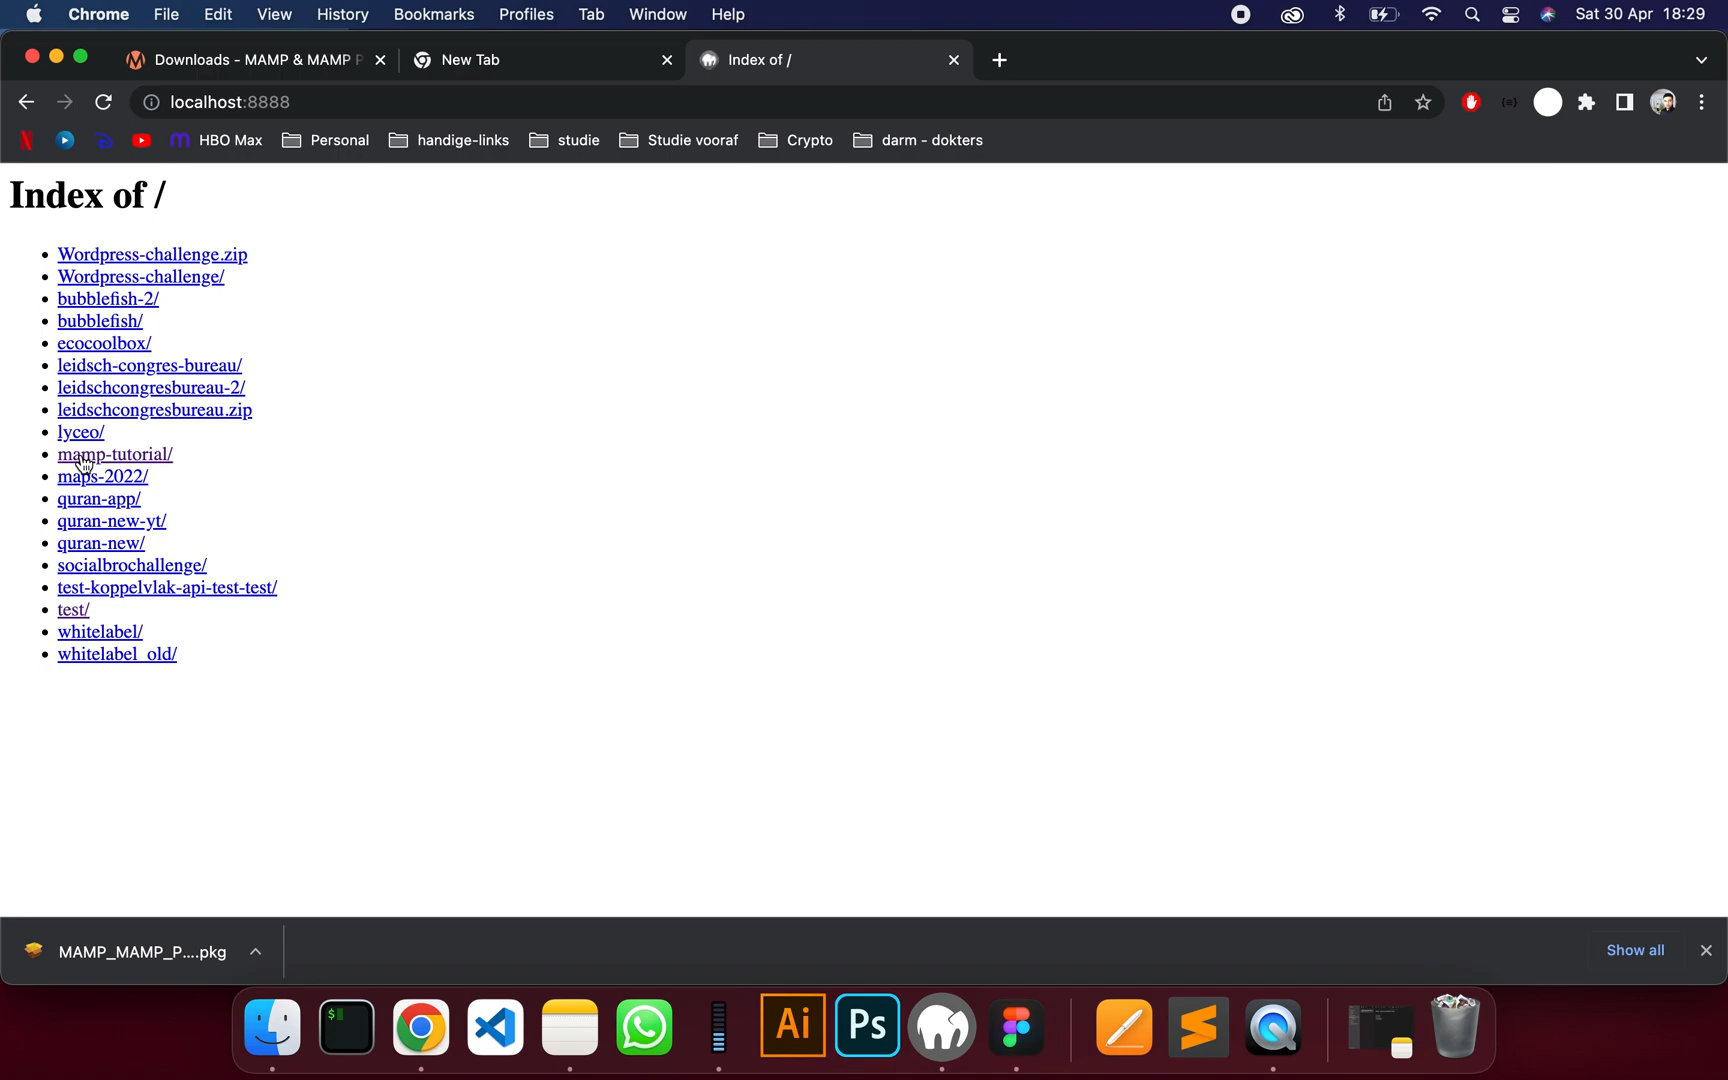 Chrome File Edit View History Bookmarks Profiles Tab Window Help Sat 30 Apr 18:29
Downloads - MAMP & MAMP P New Tab Index of /
localhost:8888
HBO Max Personal handige-links studie Studie vooraf Crypto darm - dokters
Index of /
Wordpress-challenge.zip
Wordpress-challenge/
bubblefish-2/
bubblefish/
ecocoolbox/
leidsch-congres-bureau/
leidschcongresbureau-2/
leidschcongresbureau.zip
lyceo/
mamp-tutorial/
maps-2022/
quran-app/
quran-new-yt/
quran-new/
socialbrochallenge/
test-koppelvlak-api-test-test/
test/
whitelabel/
whitelabel_old/
MAMP_MAMP_P....pkg Show all
$ Ai Ps